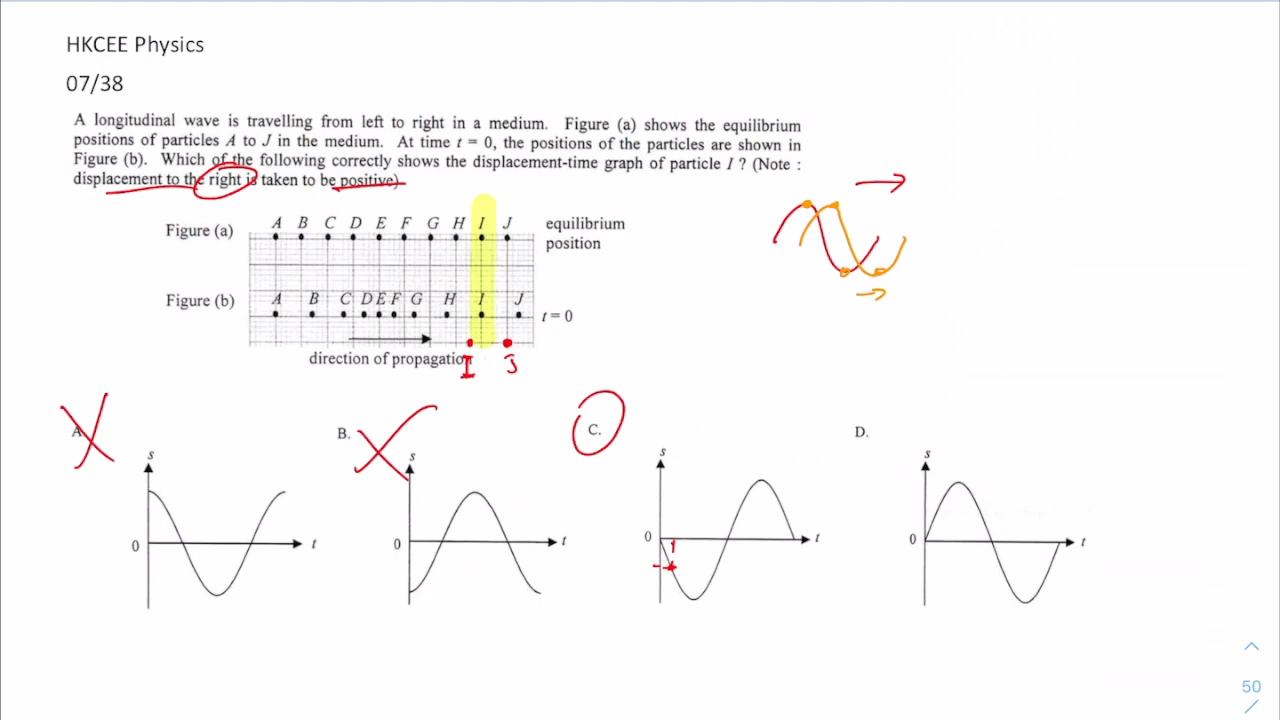 HKCEE Physics
07/38
A longitudinal wave is travelling from left to right in a medium. Figure (a) shows the equilibrium
positions of particles A to J in the medium. At time t = 0, the positions of the particles are shown in
Figure (b). Which of the following correctly shows the displacement-time graph of particle I ? (Note :
displacement to the right is taken to be positive)
Figure (a) A B C D E F G H I J equilibrium
position
Figure (b) A B C D E F G H I J t = 0
direction of propagation
I J
A. B. C. D.
s s s s
0 t 0 t 0 t 0 t
1
50